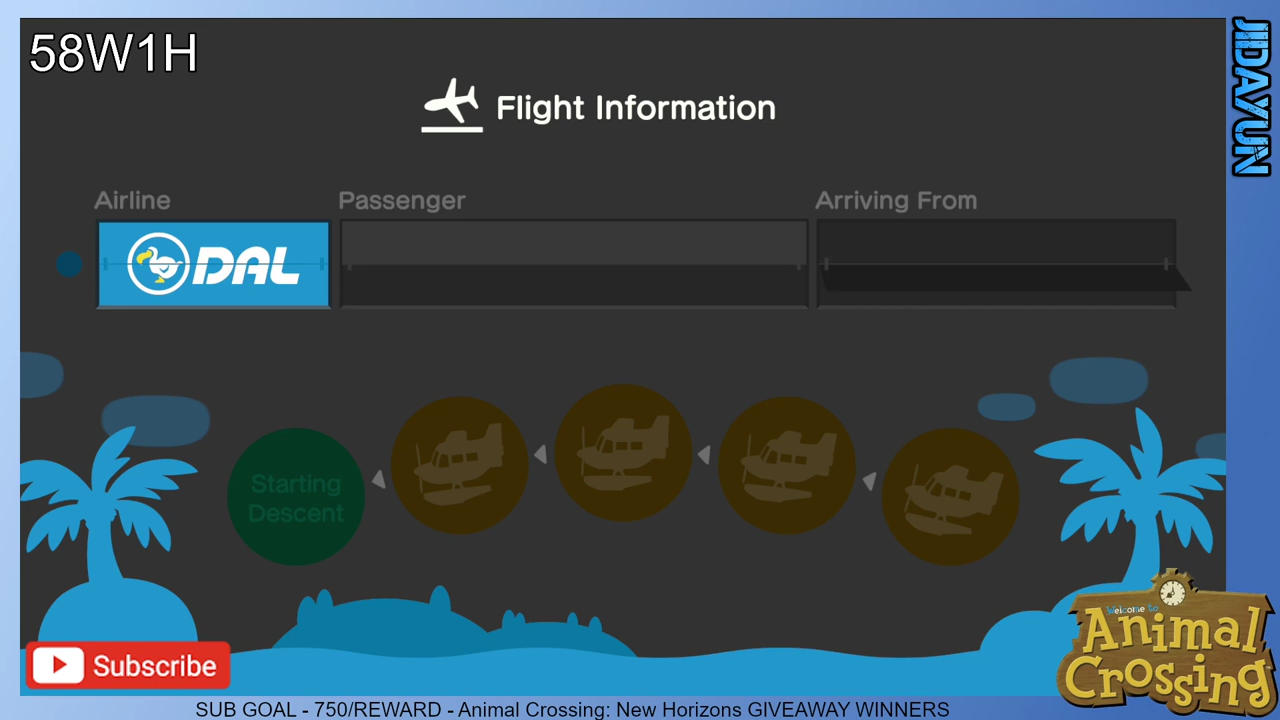 58W1H
JIDAVUN
Flight Information
Airline
Passenger
Arriving From
DAL
Starting
Descent
Welcome to
Animal
Crossing
Subscribe
SUB GOAL - 750/REWARD - Animal Crossing: New Horizons GIVEAWAY WINNERS